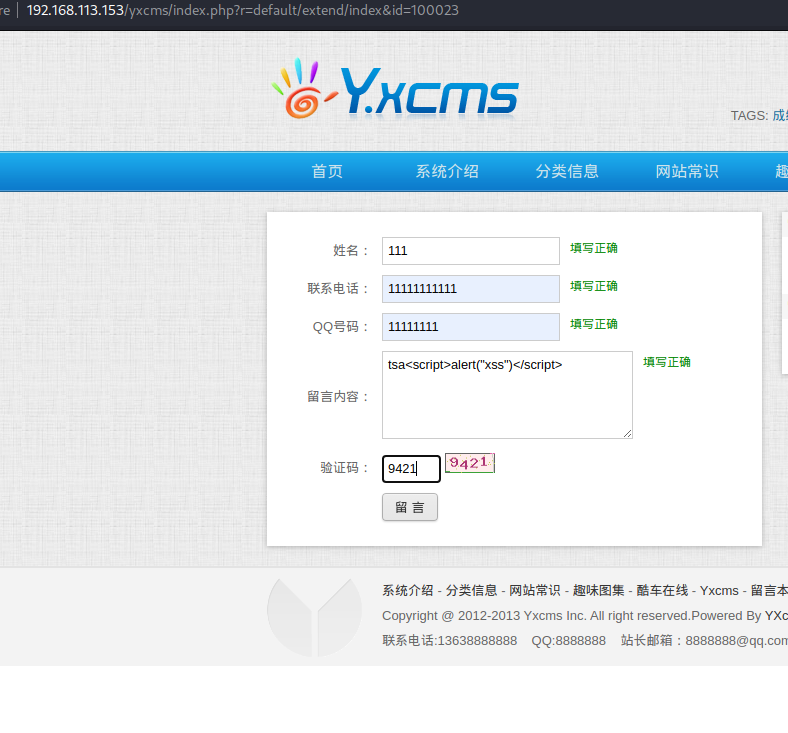 re | 192.168.113.153/yxcms/index.php?r=default/extend/index&id=100023
Y.xcms
TAGS: 成
首页 系统介绍 分类信息 网站常识 趣
姓名： 111 填写正确
联系电话： 11111111111 填写正确
QQ号码： 11111111 填写正确
留言内容： tsa<script>alert("xss")</script> 填写正确
验证码： 9421 9421
留 言
系统介绍 - 分类信息 - 网站常识 - 趣味图集 - 酷车在线 - Yxcms - 留言本
Copyright @ 2012-2013 Yxcms Inc. All right reserved.Powered By YXc
联系电话:13638888888 QQ:8888888 站长邮箱：8888888@qq.com